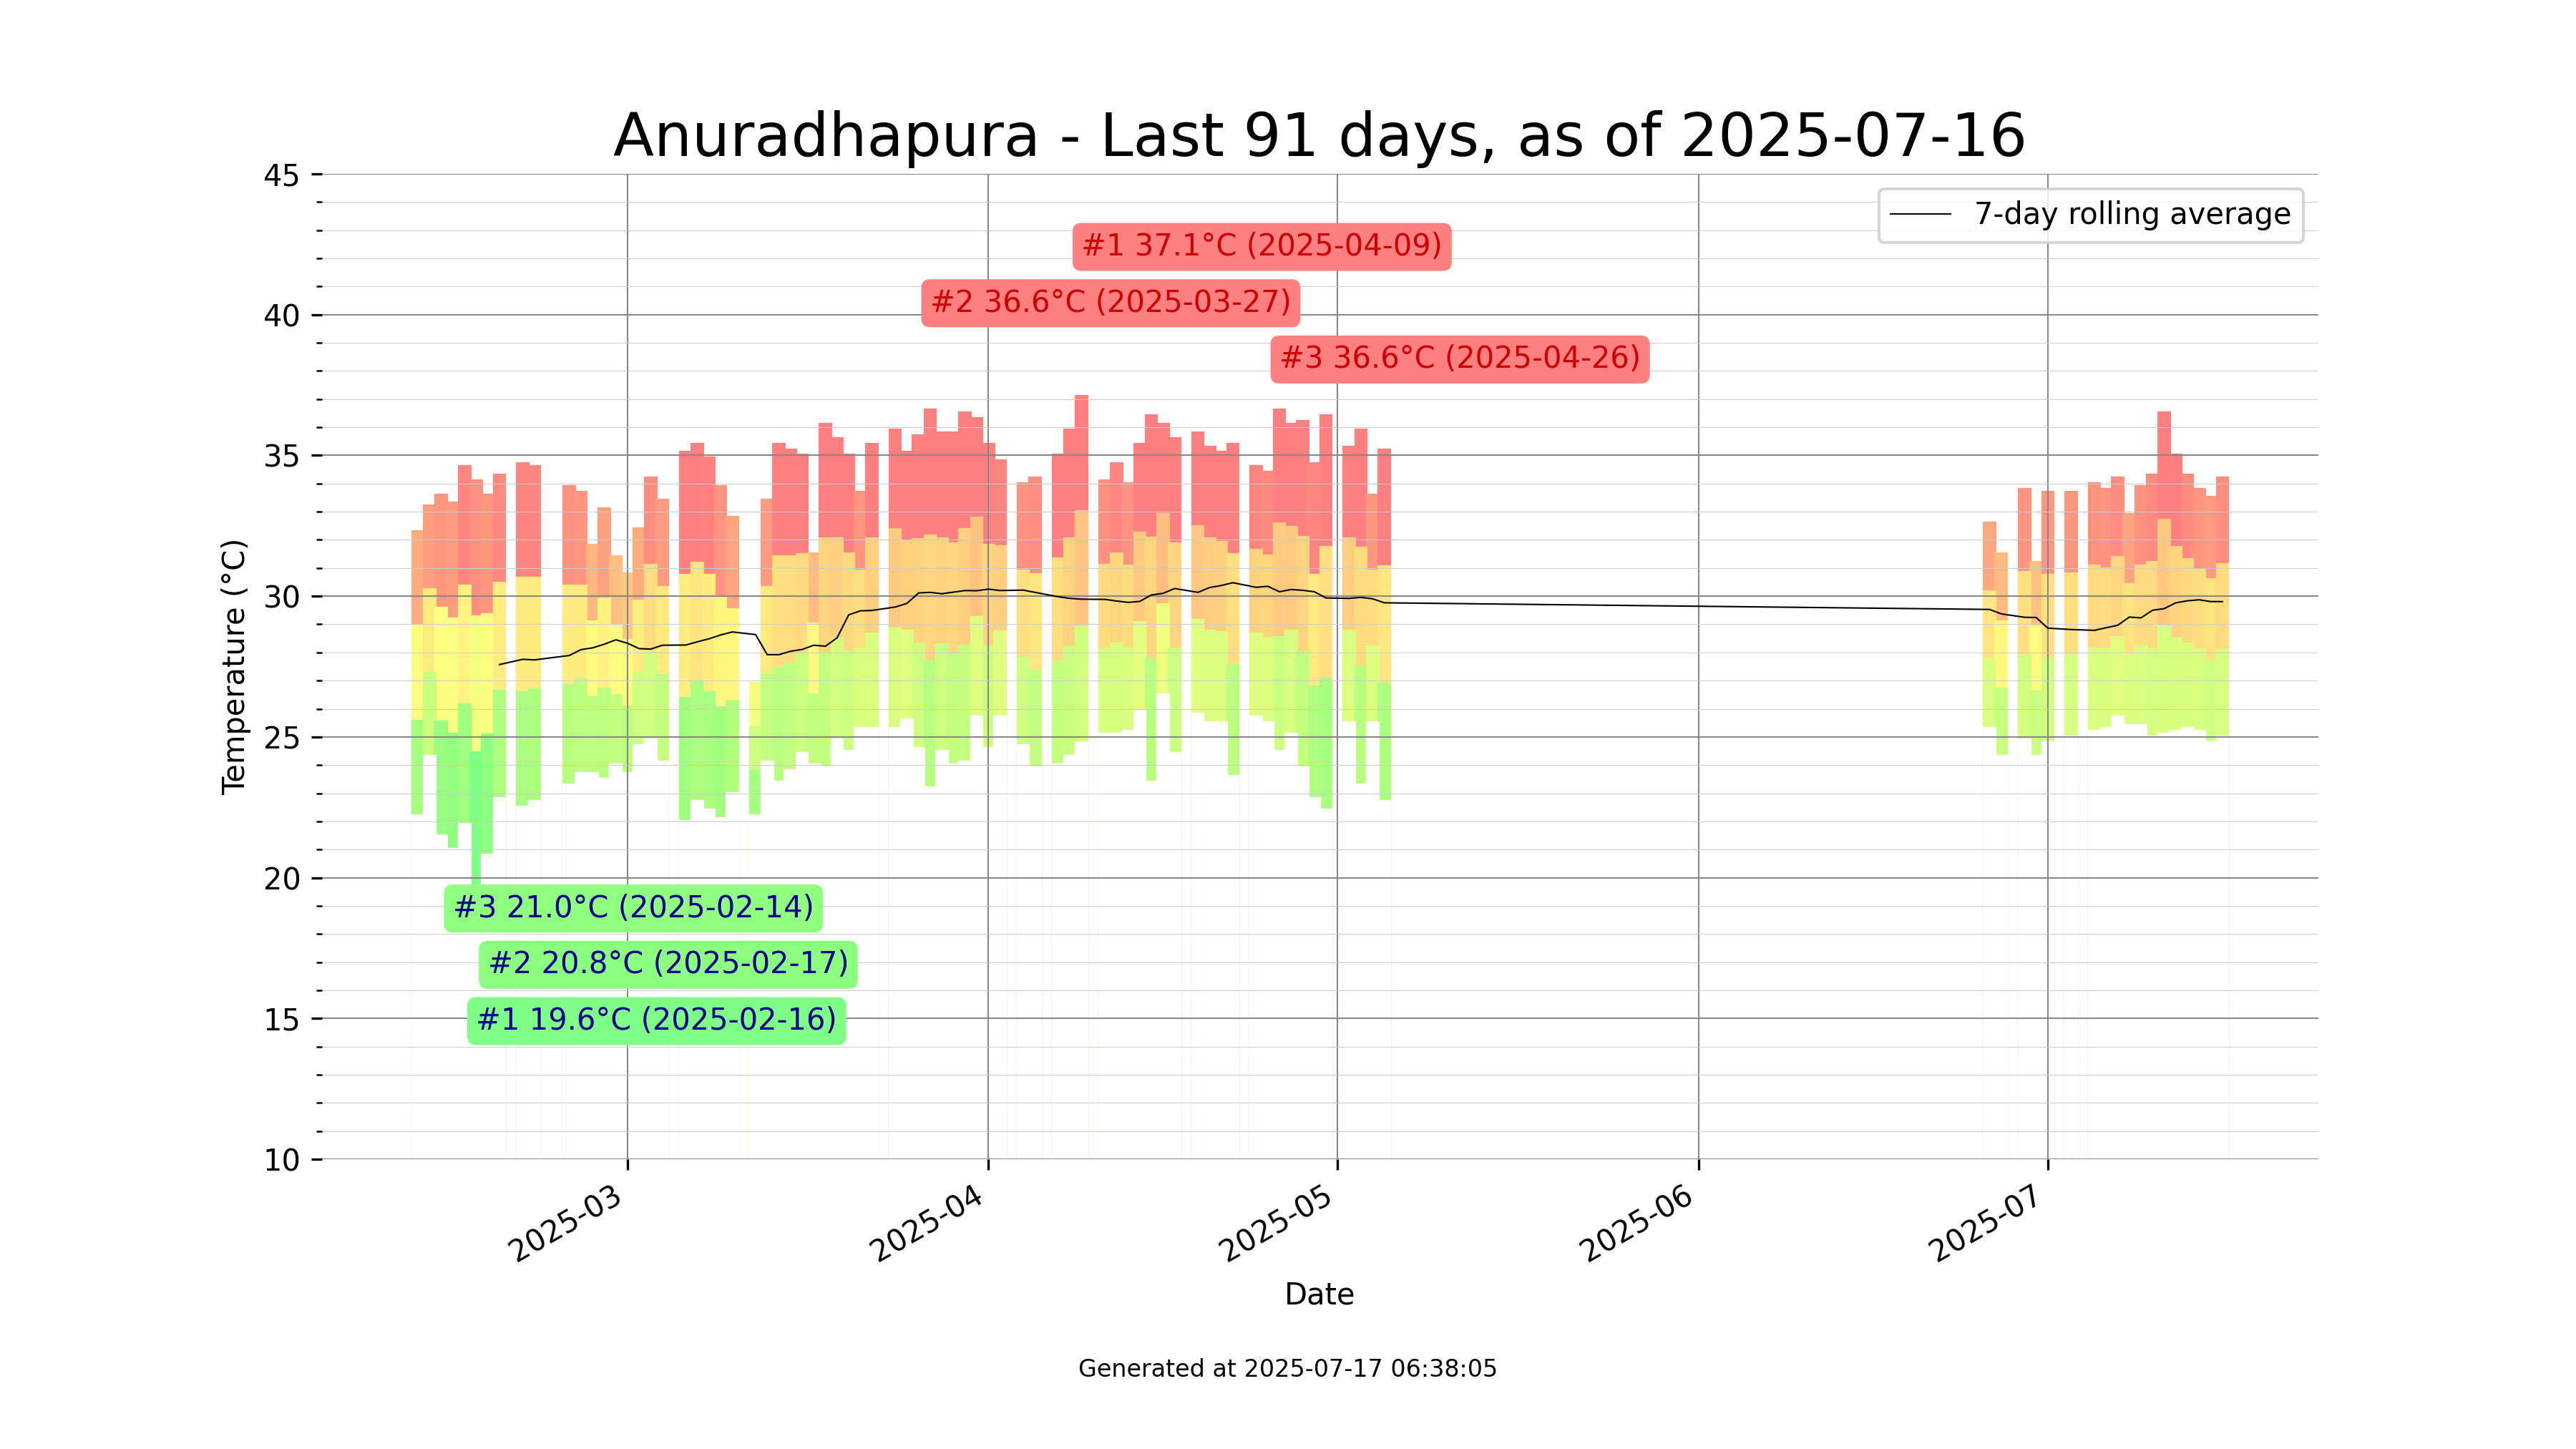 Anuradhapura - Last 91 days, as of 2025-07-16
7-day rolling average
#1 37.1°C (2025-04-09)
#2 36.6°C (2025-03-27)
#3 36.6°C (2025-04-26)
45
40
35
30
25
20
15
10
Temperature (°C)
#3 21.0°C (2025-02-14)
#2 20.8°C (2025-02-17)
#1 19.6°C (2025-02-16)
2025-03
2025-04
2025-05
2025-06
2025-07
Date
Generated at 2025-07-17 06:38:05